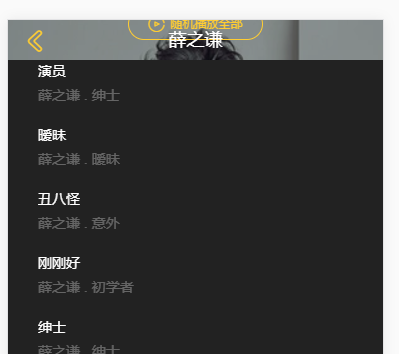 随机播放全部
薛之谦
演员
薛之谦 . 绅士
暧昧
薛之谦 . 暧昧
丑八怪
薛之谦 . 意外
刚刚好
薛之谦 . 初学者
绅士
薛之谦 . 绅士